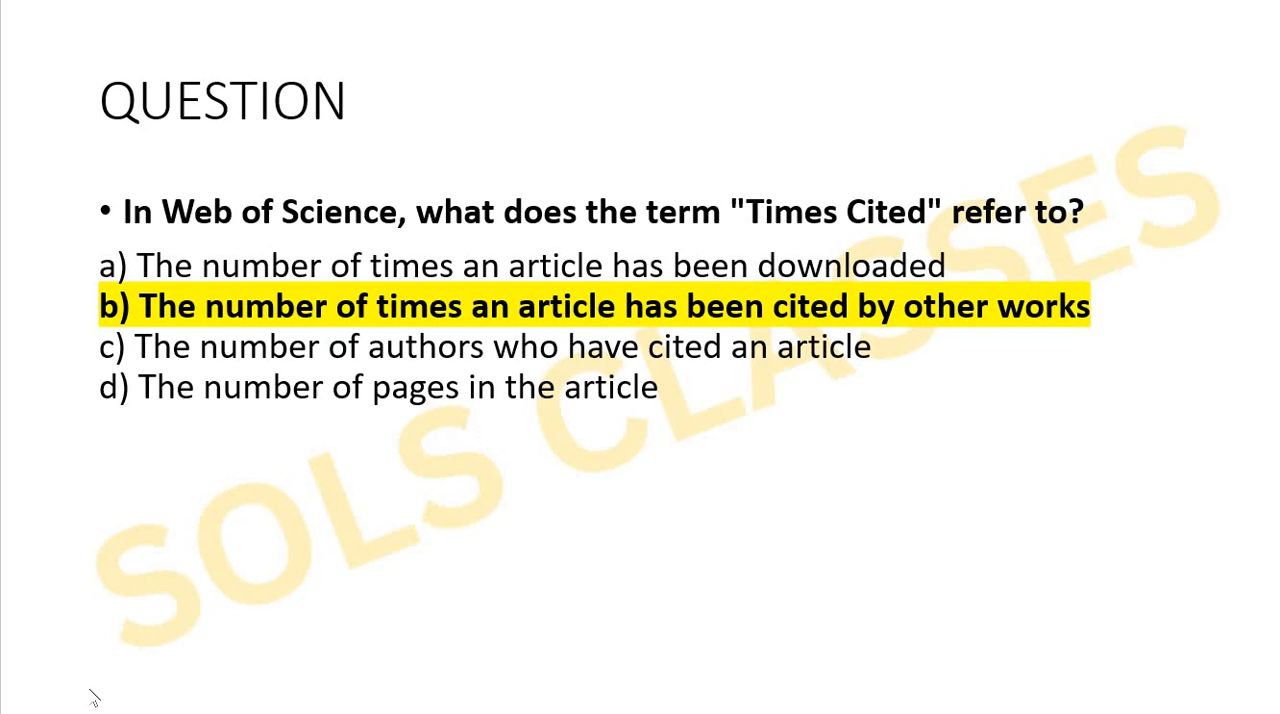 QUESTION
• In Web of Science, what does the term "Times Cited" refer to?
a) The number of times an article has been downloaded
b) The number of times an article has been cited by other works
c) The number of authors who have cited an article
d) The number of pages in the article
SOLS CLASSES